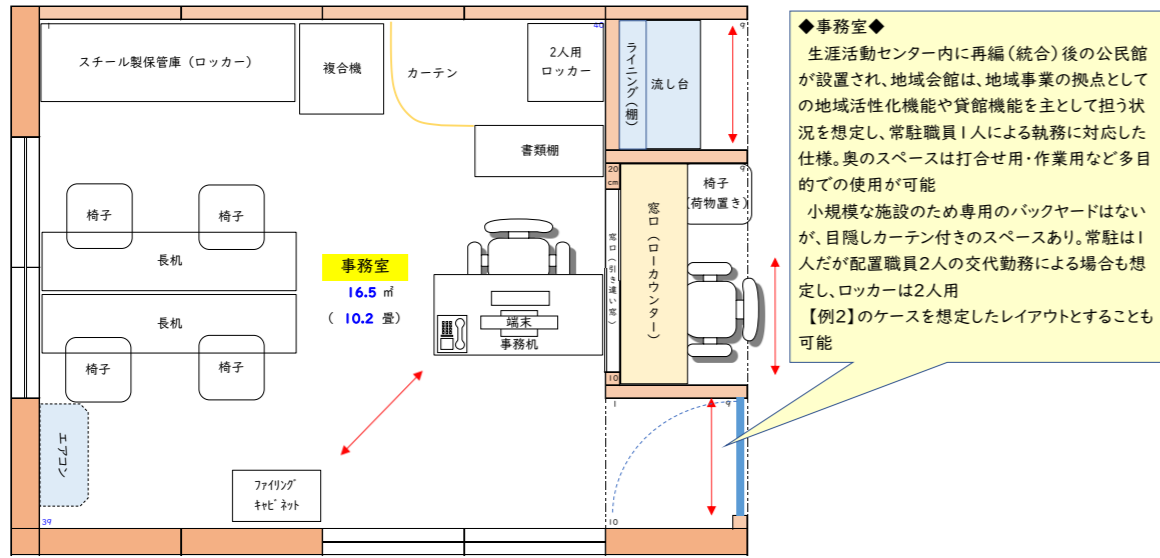 1
40
9
スチール製保管庫(ロッカー)
複合機
カーテン
2人用
ロッカー
ライニング(棚)
流し台
書類棚
20
cm
9
椅子
(荷物置き)
椅子
椅子
長机
長机
椅子
椅子
事務室
16.5 ㎡
( 10.2 畳)
端末
事務机
窓口(引き違い窓)
窓口(ローカウンター)
10
1
9
エアコン
ファイリング
キャビネット
39
10
◆事務室◆
生涯活動センター内に再編(統合)後の公民館
が設置され、地域会館は、地域事業の拠点として
の地域活性化機能や貸館機能を主として担う状
況を想定し、常駐職員1人による執務に対応した
仕様。奥のスペースは打合せ用・作業用など多目
的での使用が可能
小規模な施設のため専用のバックヤードはない
が、目隠しカーテン付きのスペースあり。常駐は1
人だが配置職員2人の交代勤務による場合も想
定し、ロッカーは2人用
【例2】のケースを想定したレイアウトとすることも
可能